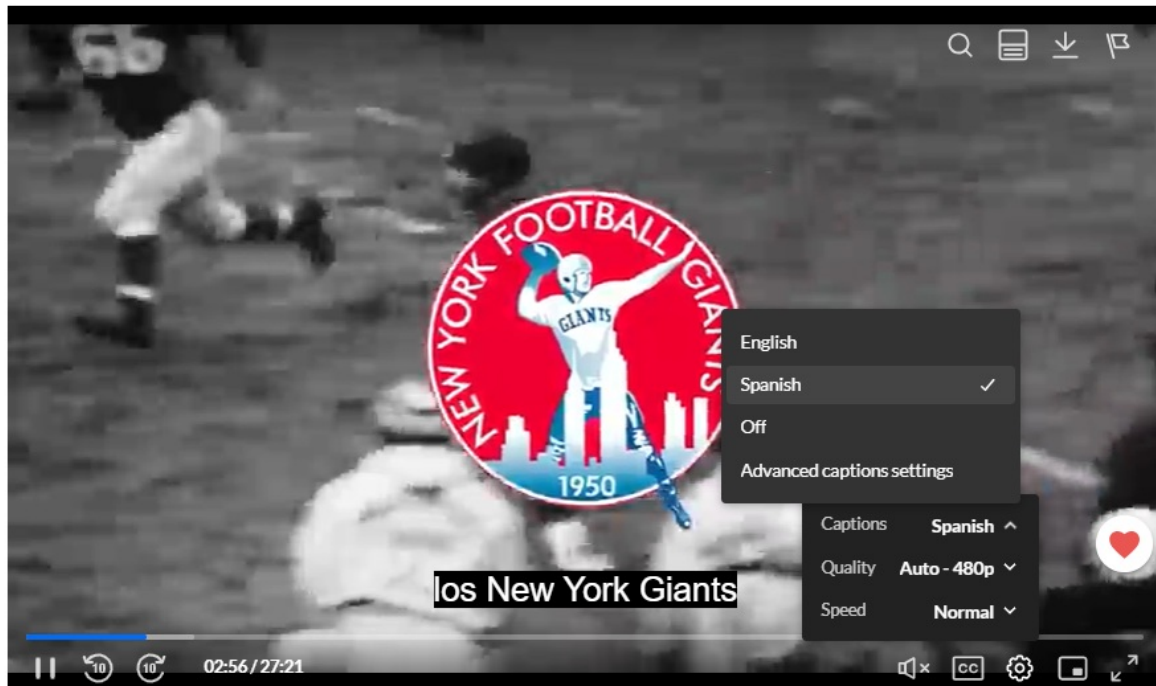 66
NEW YORK FOOTBALL GIANTS
GIANTS
1950
English
Spanish
Off
Advanced captions settings
Captions Spanish
Quality Auto - 480p
Speed Normal
los New York Giants
10 10 02:56 / 27:21 CC